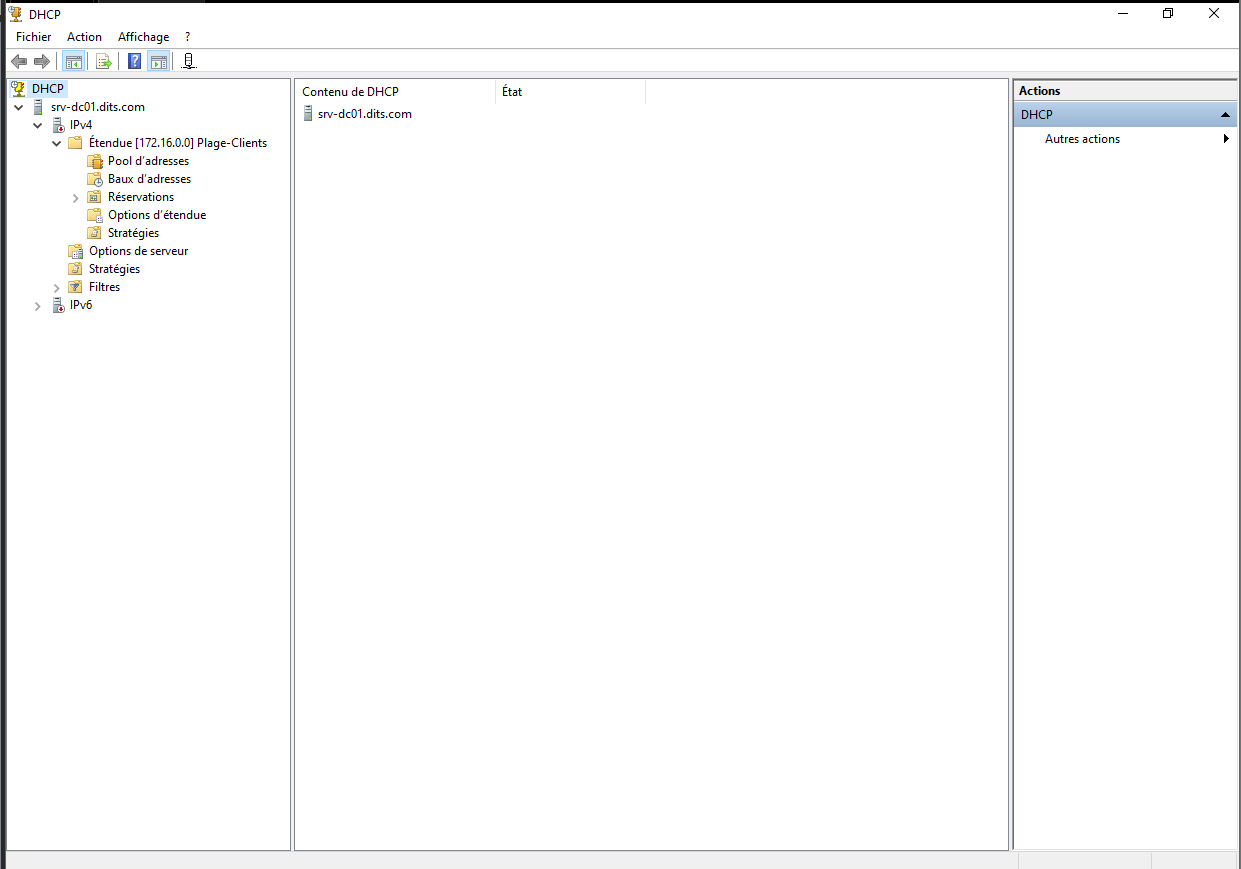 DHCP
Fichier Action Affichage ?
DHCP
srv-dc01.dits.com
IPv4
Étendue [172.16.0.0] Plage-Clients
Pool d'adresses
Baux d'adresses
Réservations
Options d'étendue
Stratégies
Options de serveur
Stratégies
Filtres
IPv6
Contenu de DHCP État
srv-dc01.dits.com
Actions
DHCP
Autres actions